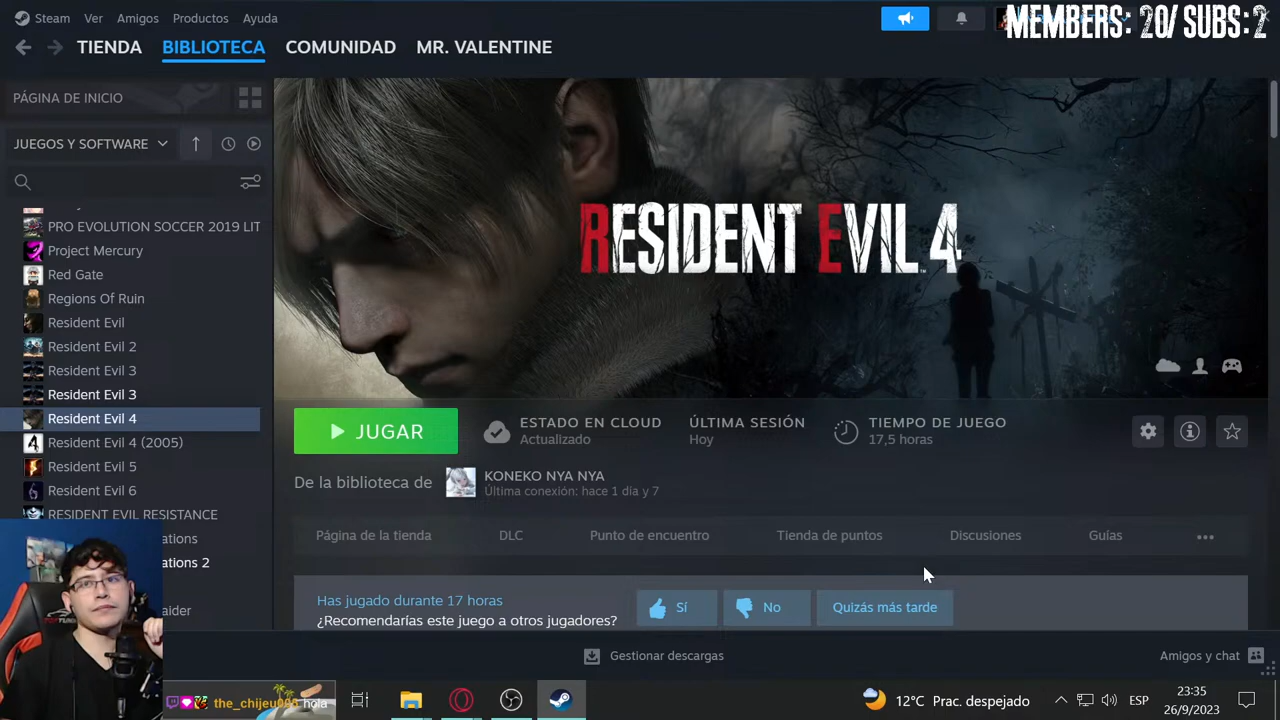 Steam Ver Amigos Productos Ayuda
MEMBERS: 20/ SUBS:2
TIENDA BIBLIOTECA COMUNIDAD MR. VALENTINE
PÁGINA DE INICIO
JUEGOS Y SOFTWARE
PRO EVOLUTION SOCCER 2019 LIT
Project Mercury
Red Gate
Regions Of Ruin
Resident Evil
Resident Evil 2
Resident Evil 3
Resident Evil 3
Resident Evil 4
Resident Evil 4 (2005)
Resident Evil 5
Resident Evil 6
RESIDENT EVIL RESISTANCE
ations
ations 2
aider
RESIDENT EVIL 4
JUGAR
ESTADO EN CLOUD
Actualizado
ÚLTIMA SESIÓN
Hoy
TIEMPO DE JUEGO
17,5 horas
De la biblioteca de
KONEKO NYA NYA
Última conexión: hace 1 día y 7
Página de la tienda DLC Punto de encuentro Tienda de puntos Discusiones Guías
Has jugado durante 17 horas
¿Recomendarías este juego a otros jugadores?
Sí No Quizás más tarde
Gestionar descargas
Amigos y chat
hola
12°C Prac. despejado
ESP
23:35
26/9/2023